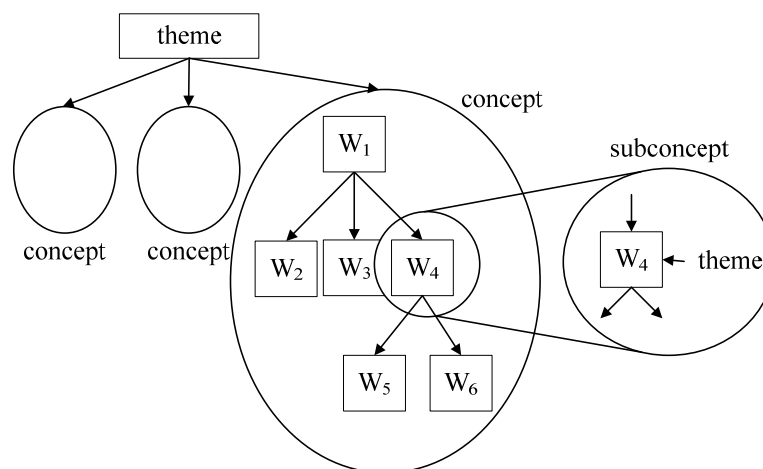 theme
concept
W₁
subconcept
concept
concept
W₂
W₃
W₄
W₄
theme
W₅
W₆